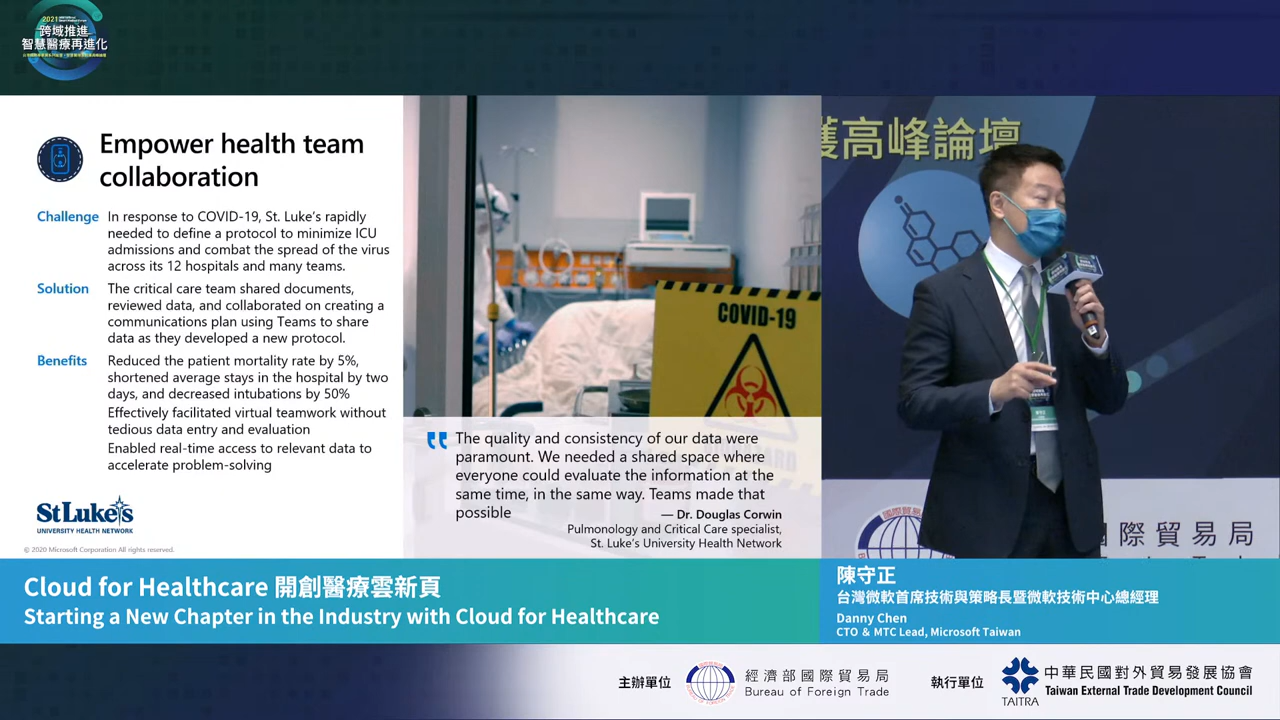 2021
跨域推進
智慧醫療再進化
Empower health team
collaboration
Challenge In response to COVID-19, St. Luke's rapidly
needed to define a protocol to minimize ICU
admissions and combat the spread of the virus
across its 12 hospitals and many teams.
Solution The critical care team shared documents,
reviewed data, and collaborated on creating a
communications plan using Teams to share
data as they developed a new protocol.
Benefits Reduced the patient mortality rate by 5%,
shortened average stays in the hospital by two
days, and decreased intubations by 50%
Effectively facilitated virtual teamwork without
tedious data entry and evaluation
Enabled real-time access to relevant data to
accelerate problem-solving
St Luke's
UNIVERSITY HEALTH NETWORK
© 2020 Microsoft Corporation All rights reserved.
COVID-19
The quality and consistency of our data were
paramount. We needed a shared space where
everyone could evaluate the information at the
same time, in the same way. Teams made that
possible
— Dr. Douglas Corwin
Pulmonology and Critical Care specialist,
St. Luke's University Health Network
高峰論壇
國際貿易局
Cloud for Healthcare 開創醫療雲新頁
Starting a New Chapter in the Industry with Cloud for Healthcare
陳守正
台灣微軟首席技術與策略長暨微軟技術中心總經理
Danny Chen
CTO & MTC Lead, Microsoft Taiwan
主辦單位
經濟部國際貿易局
Bureau of Foreign Trade
執行單位
TAITRA
中華民國對外貿易發展協會
Taiwan External Trade Development Council